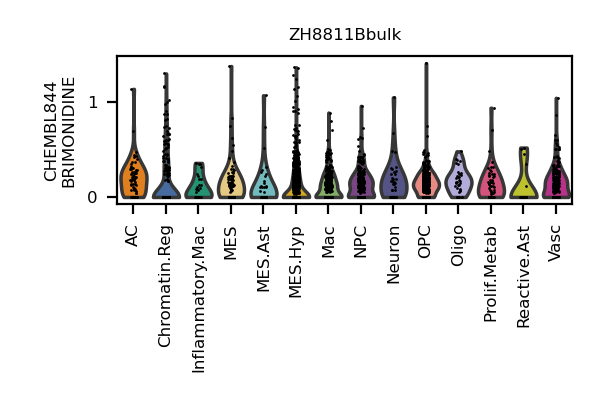 ZH8811Bbulk
CHEMBL844
BRIMONIDINE
1
0
AC
Chromatin.Reg
Inflammatory.Mac
MES
MES.Ast
MES.Hyp
Mac
NPC
Neuron
OPC
Oligo
Prolif.Metab
Reactive.Ast
Vasc